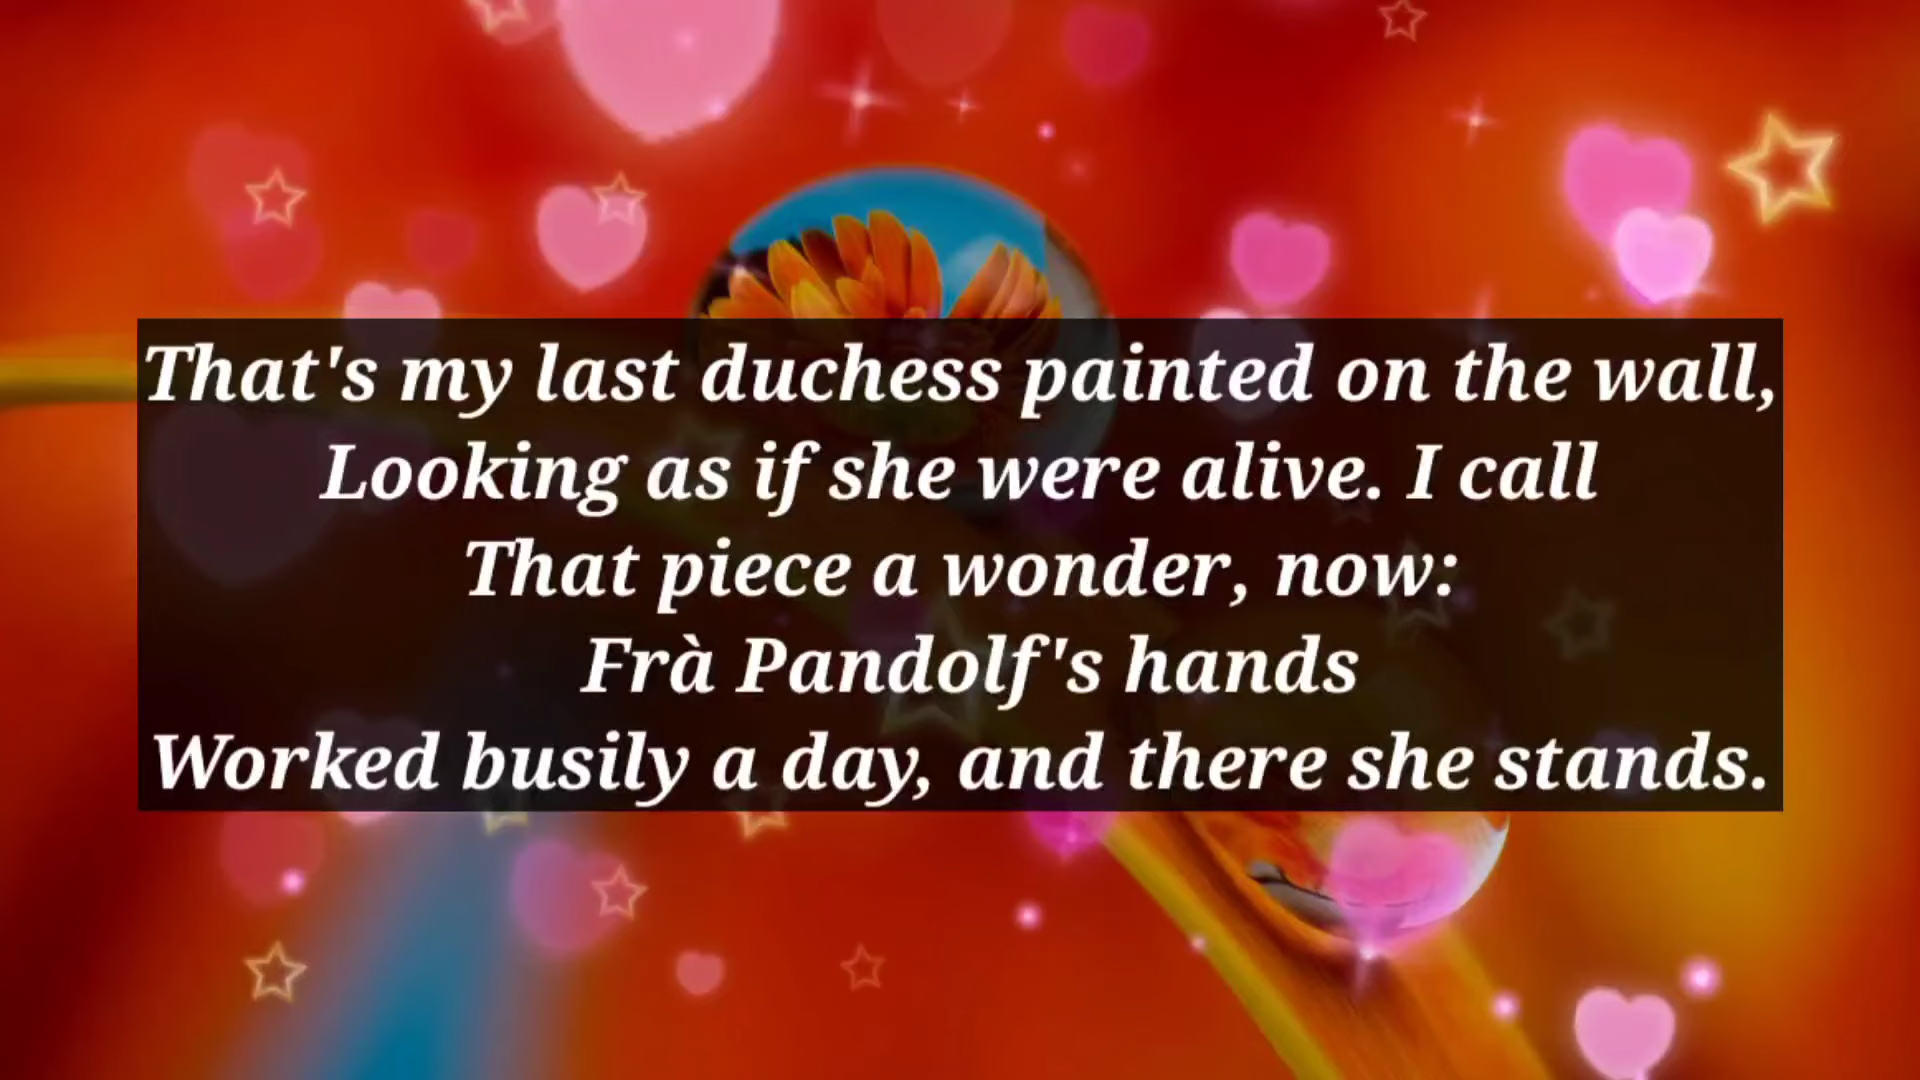 That's my last duchess painted on the wall,
Looking as if she were alive. I call
That piece a wonder, now:
Frà Pandolf's hands
Worked busily a day, and there she stands.